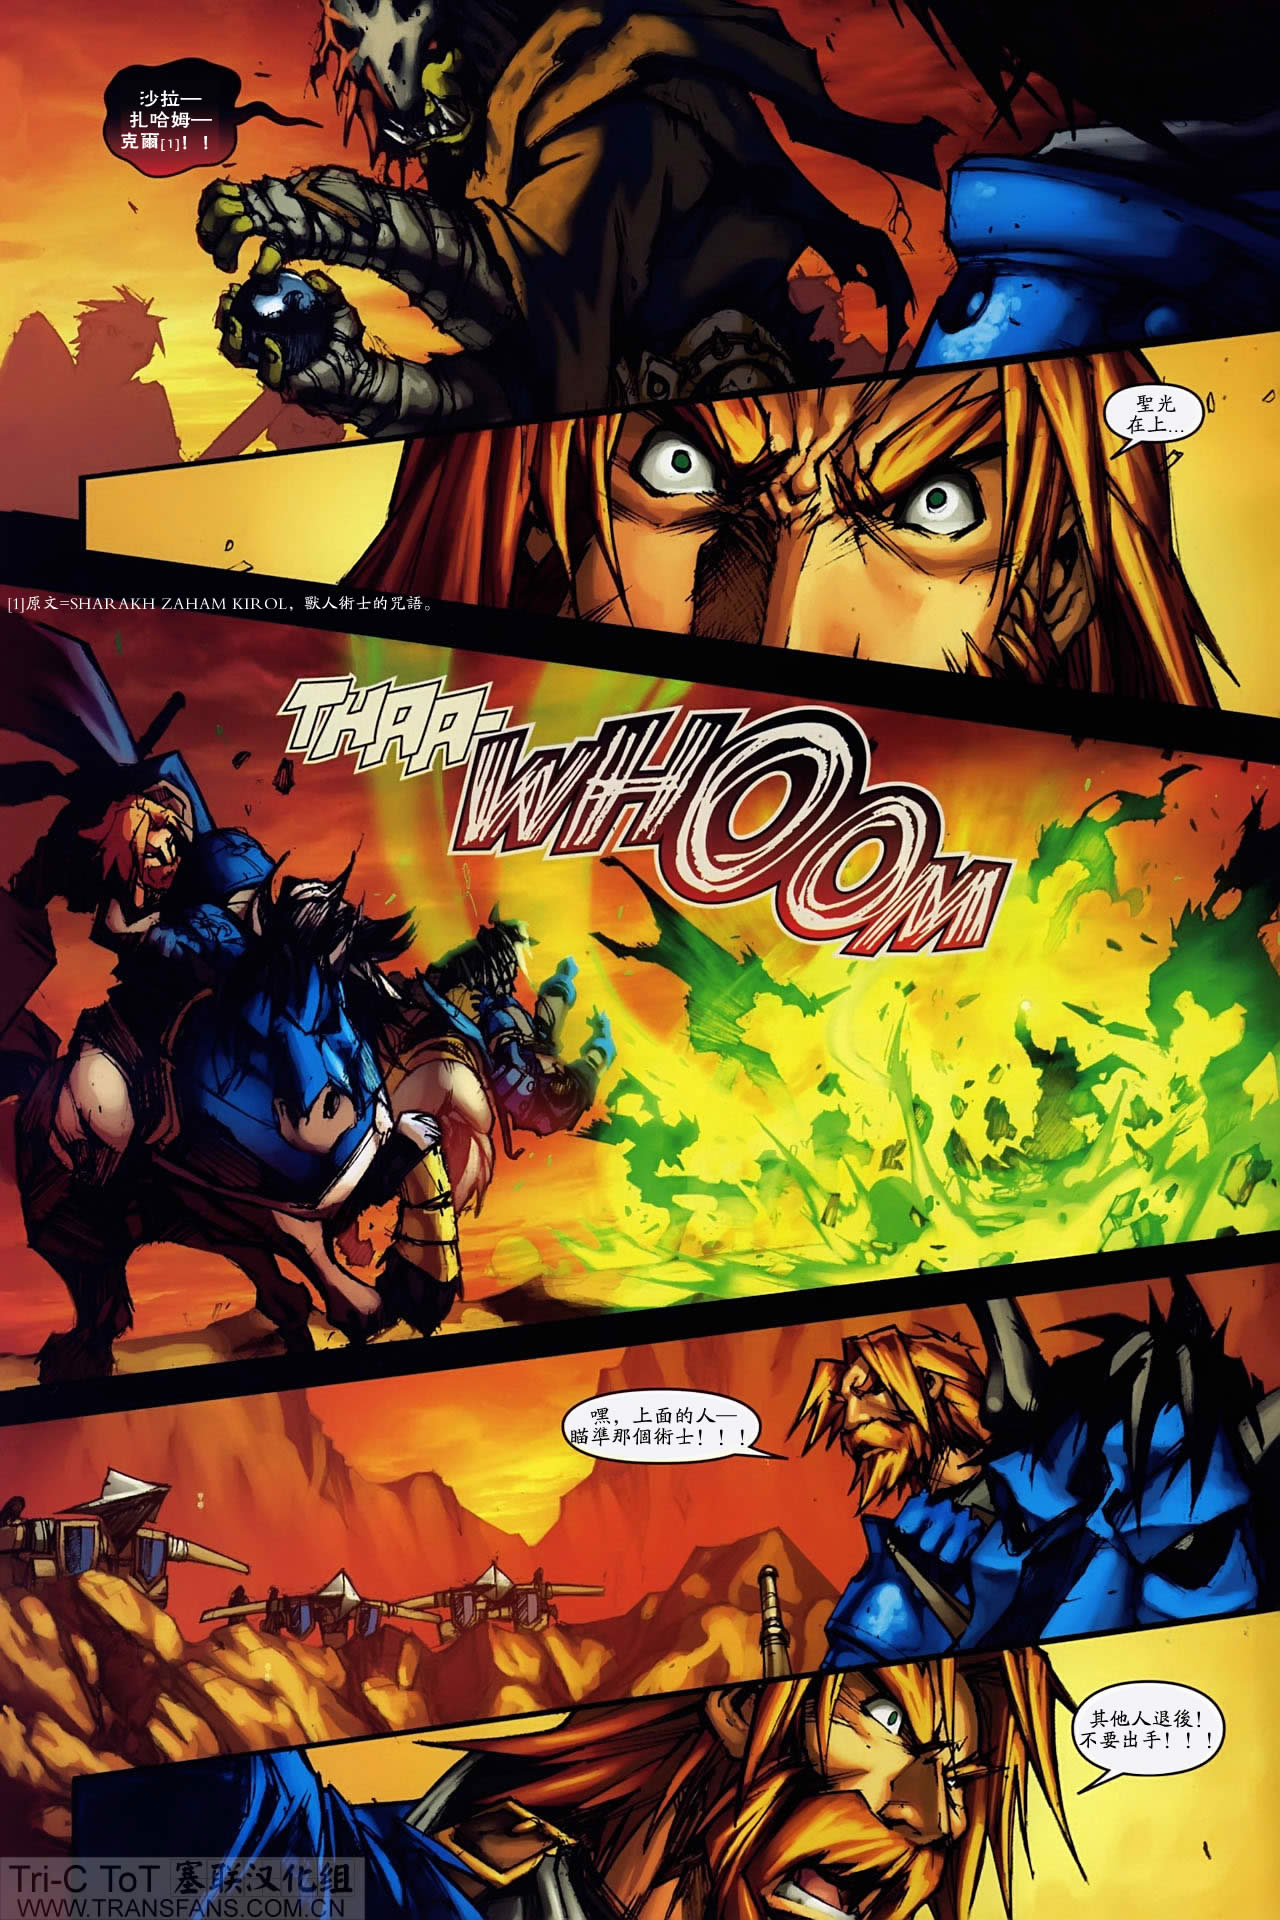 沙拉—
扎哈姆—
克爾[1]！！
聖光
在上...
[1]原文=SHARAKH ZAHAM KIROL，獸人術士的咒語。
THAA-
WHOOM
嘿，上面的人—
瞄準那個術士！！！
其他人退後！
不要出手！！！
Tri-C ToT 塞联汉化组
WWW.TRANSFANS.COM.CN